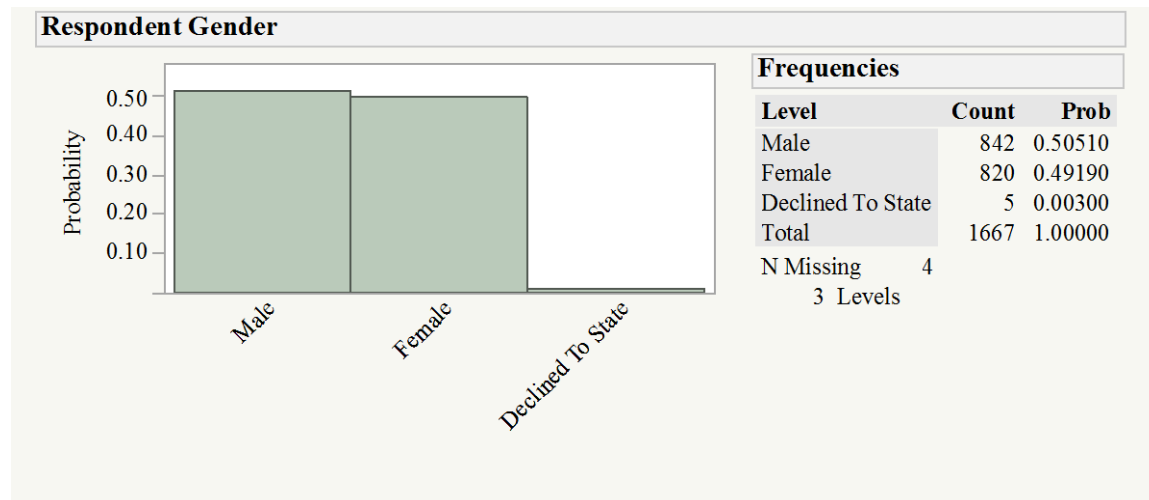 Respondent Gender
Probability
0.50
0.40
0.30
0.20
0.10
Male
Female
Declined To State
Frequencies
Level Count Prob
Male 842 0.50510
Female 820 0.49190
Declined To State 5 0.00300
Total 1667 1.00000
N Missing 4
3 Levels